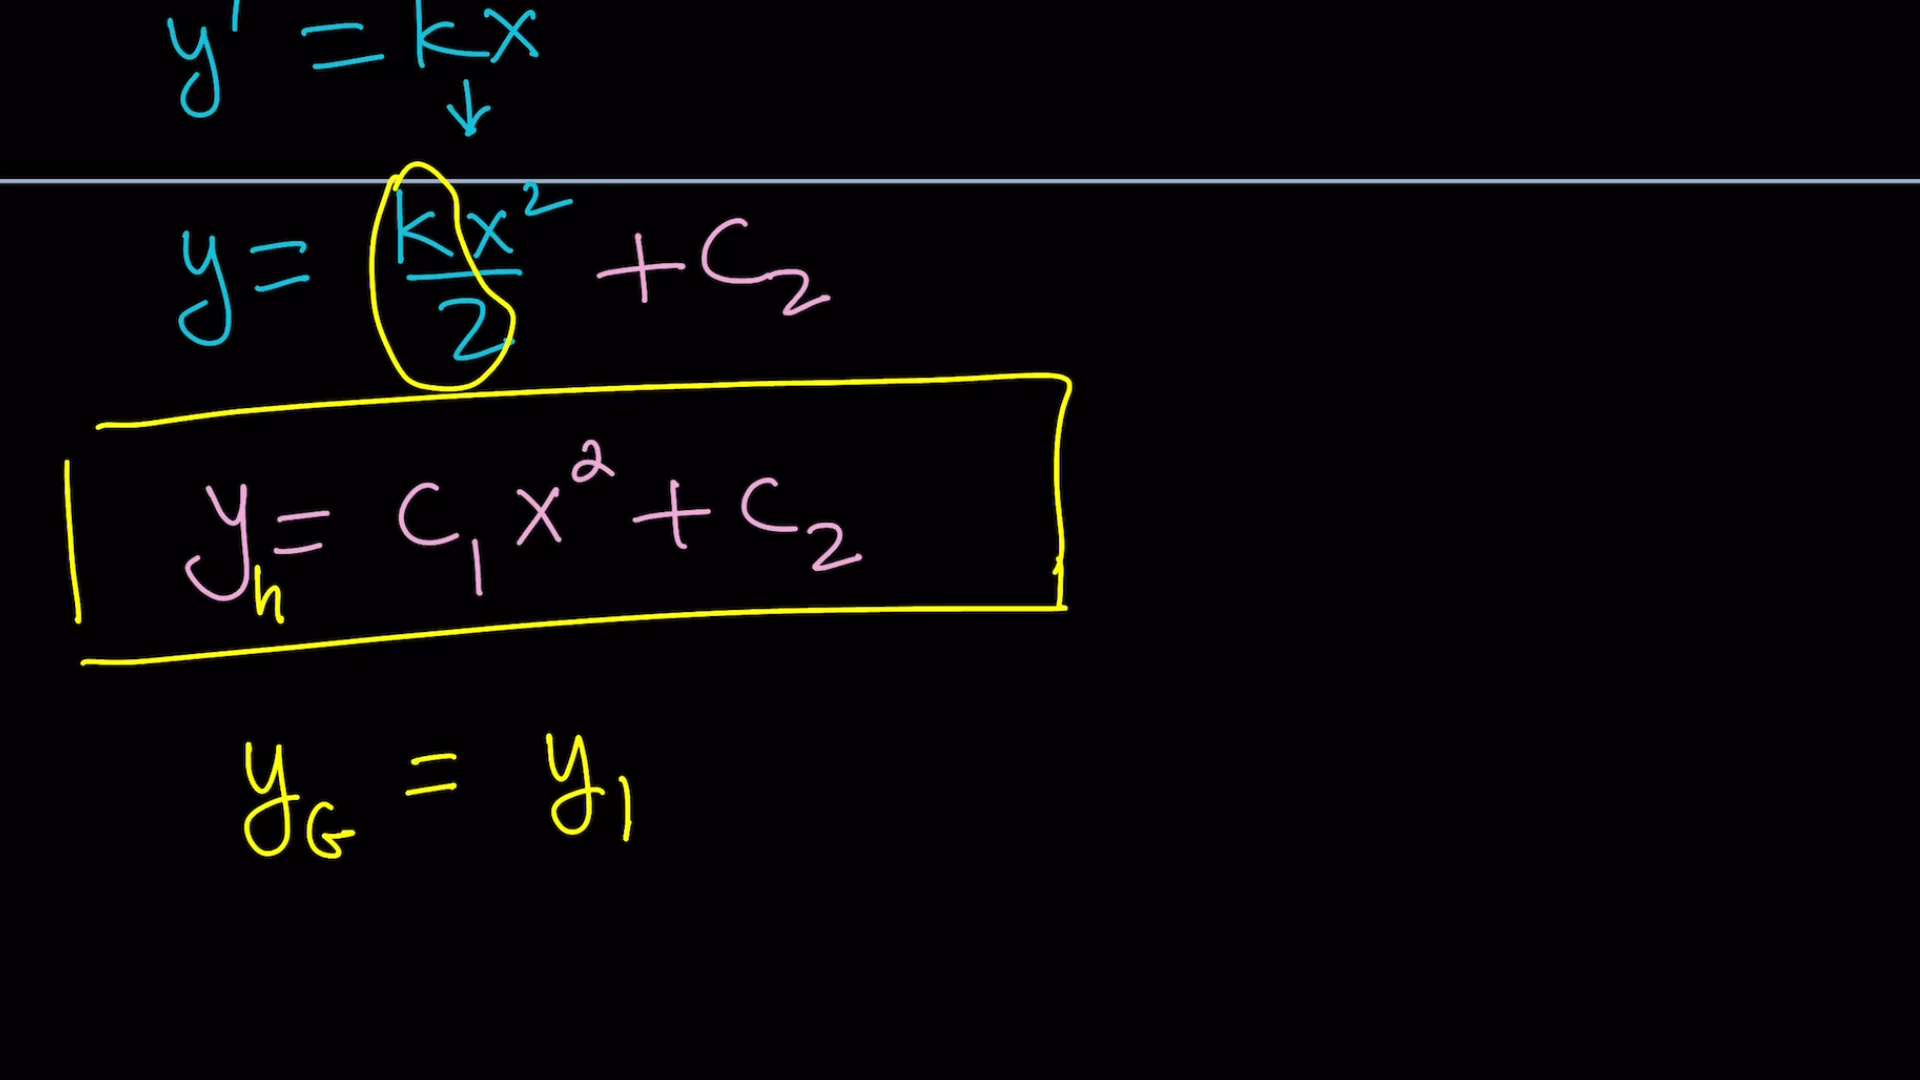 y' = kx
↓
y = kx²/2 + C₂
yₕ = C₁x² + C₂
y_G = y₁